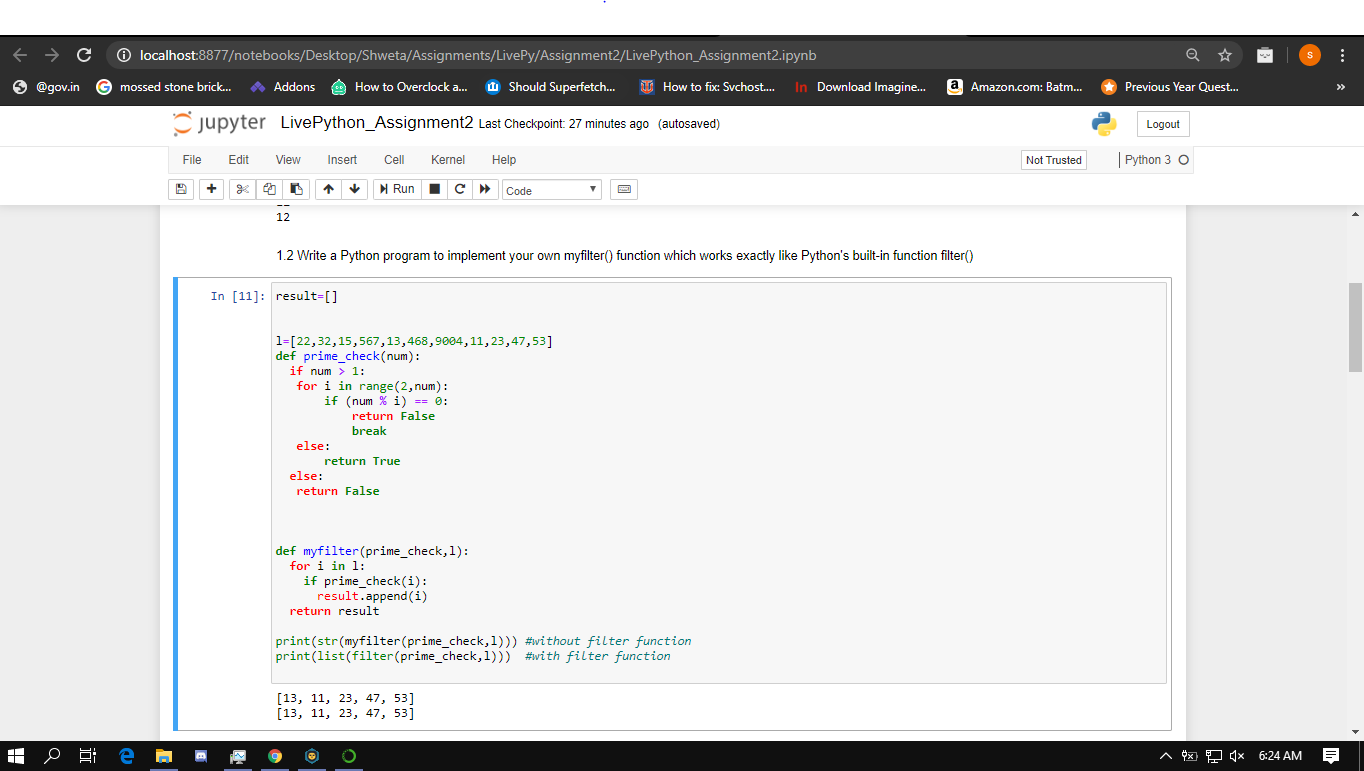 localhost:8877/notebooks/Desktop/Shweta/Assignments/LivePy/Assignment2/LivePython_Assignment2.ipynb
S
@gov.in mossed stone brick... Addons How to Overclock a... Should Superfetch... How to fix: Svchost.... In Download Imagine... a Amazon.com: Batm... Previous Year Quest... »
jupyter LivePython_Assignment2 Last Checkpoint: 27 minutes ago (autosaved) Logout
File Edit View Insert Cell Kernel Help Not Trusted Python 3
Run Code
12
1.2 Write a Python program to implement your own myfilter() function which works exactly like Python's built-in function filter()
In [11]: result=[]
l=[22,32,15,567,13,468,9004,11,23,47,53]
def prime_check(num):
if num > 1:
for i in range(2,num):
if (num % i) == 0:
return False
break
else:
return True
else:
return False
def myfilter(prime_check,l):
for i in l:
if prime_check(i):
result.append(i)
return result
print(str(myfilter(prime_check,l))) #without filter function
print(list(filter(prime_check,l))) #with filter function
[13, 11, 23, 47, 53]
[13, 11, 23, 47, 53]
6:24 AM